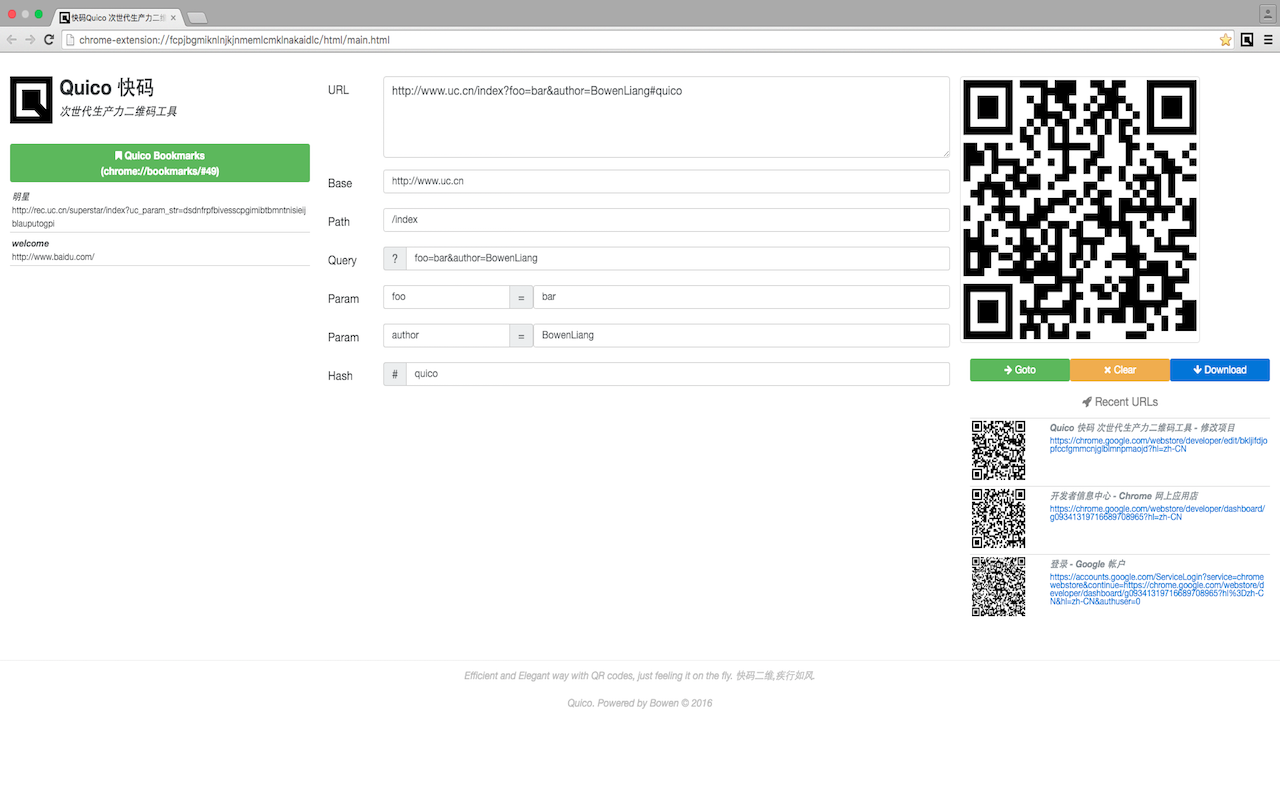 快码Quico 次世代生产力二维
chrome-extension://fcpjbgmiknlnjkjnmemlcmklnakaidlc/html/main.html
Quico 快码
次世代生产力二维码工具
Quico Bookmarks
(chrome://bookmarks/#49)
明星
http://rec.uc.cn/superstar/index?uc_param_str=dsdnfrpfbivesscpgimibtbmntnisieij
blauputogpi
welcome
http://www.baidu.com/
URL
http://www.uc.cn/index?foo=bar&author=BowenLiang#quico
Base
http://www.uc.cn
Path
/index
Query
? foo=bar&author=BowenLiang
Param
foo = bar
Param
author = BowenLiang
Hash
# quico
Goto
Clear
Download
Recent URLs
Quico 快码 次世代生产力二维码工具 - 修改项目
https://chrome.google.com/webstore/developer/edit/bkljifdjo
pfccfgmmcnjglblmnpmaojd?hl=zh-CN
开发者信息中心 - Chrome 网上应用店
https://chrome.google.com/webstore/developer/dashboard/
g09341319716689708965?hl=zh-CN
登录 - Google 帐户
https://accounts.google.com/ServiceLogin?service=chrome
webstore&continue=https://chrome.google.com/webstore/d
eveloper/dashboard/g09341319716689708965?hl%3Dzh-C
N&hl=zh-CN&authuser=0
Efficient and Elegant way with QR codes, just feeling it on the fly. 快码二维,疾行如风.
Quico. Powered by Bowen © 2016